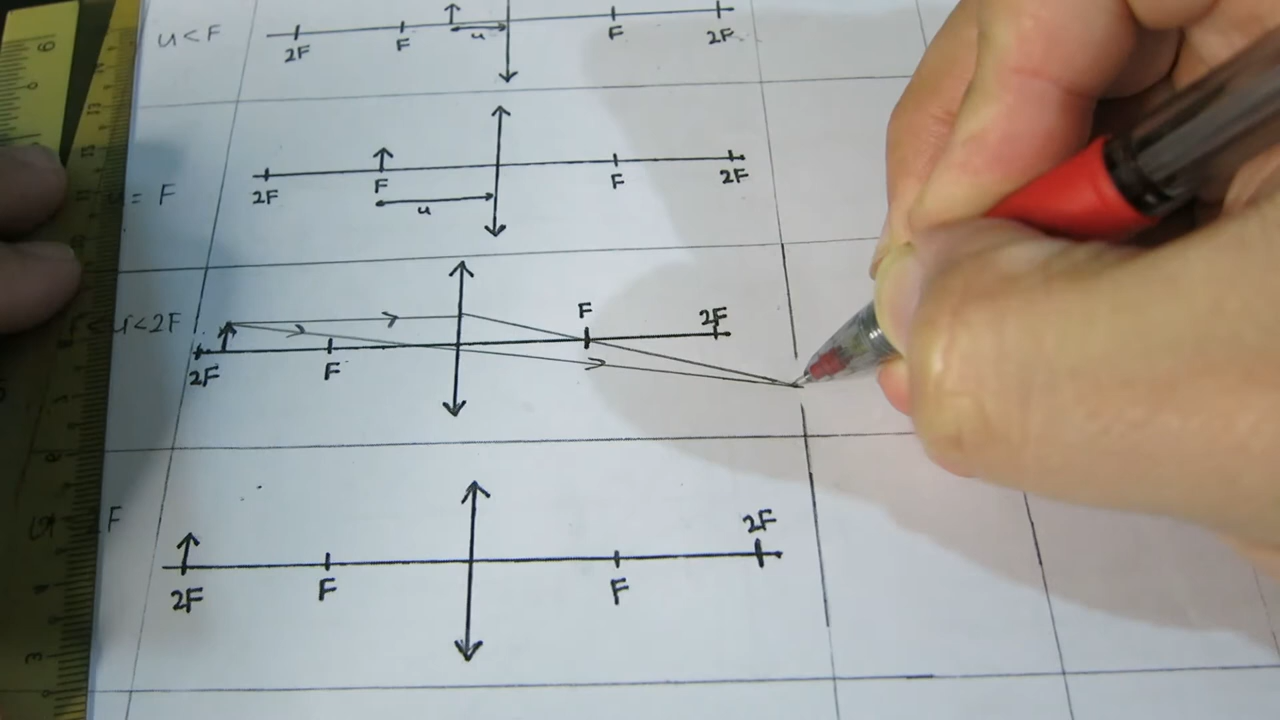 u < F
2F F u F 2F
= F
2F F u F 2F
u < 2F
2F F F 2F
F
2F F F 2F